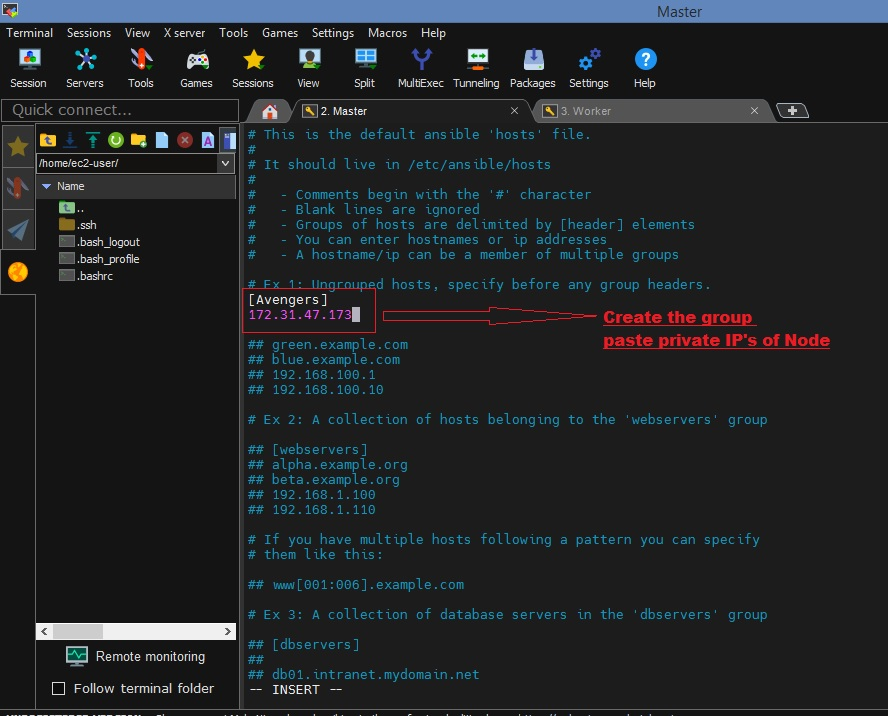 Master
Terminal Sessions View X server Tools Games Settings Macros Help
Session Servers Tools Games Sessions View Split MultiExec Tunneling Packages Settings Help
Quick connect...
2. Master
3. Worker
/home/ec2-user/
Name
..
.ssh
.bash_logout
.bash_profile
.bashrc
# This is the default ansible 'hosts' file.
#
# It should live in /etc/ansible/hosts
#
#   - Comments begin with the '#' character
#   - Blank lines are ignored
#   - Groups of hosts are delimited by [header] elements
#   - You can enter hostnames or ip addresses
#   - A hostname/ip can be a member of multiple groups
# Ex 1: Ungrouped hosts, specify before any group headers.
[Avengers]
172.31.47.173
Create the group
paste private IP's of Node
## green.example.com
## blue.example.com
## 192.168.100.1
## 192.168.100.10
# Ex 2: A collection of hosts belonging to the 'webservers' group
## [webservers]
## alpha.example.org
## beta.example.org
## 192.168.1.100
## 192.168.1.110
# If you have multiple hosts following a pattern you can specify
# them like this:
## www[001:006].example.com
# Ex 3: A collection of database servers in the 'dbservers' group
## [dbservers]
##
## db01.intranet.mydomain.net
-- INSERT --
Remote monitoring
Follow terminal folder